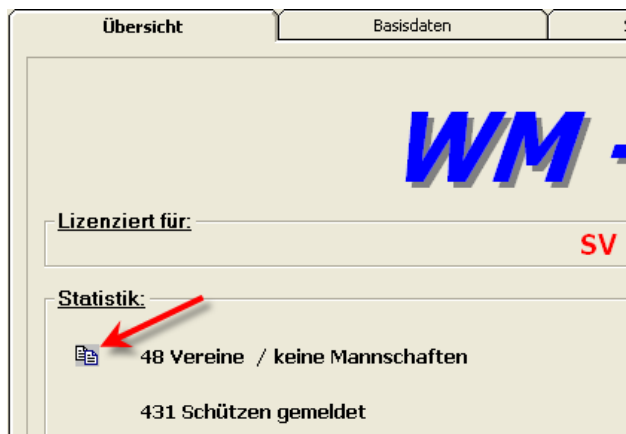 Übersicht Basisdaten
WM -
Lizenziert für:
SV
Statistik:
48 Vereine / keine Mannschaften
431 Schützen gemeldet